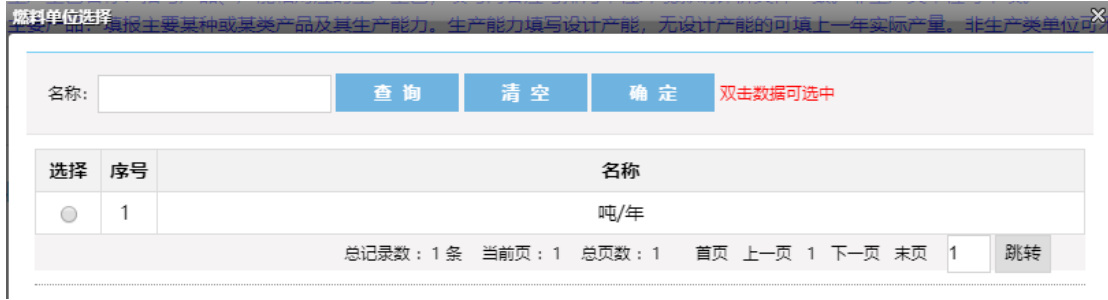 燃料单位选择
主要产品：填报主要某种或某类产品及其生产能力。生产能力填写设计产能，无设计产能的可填上一年实际产量。非生产类单位可不
名称: 查 询 清 空 确 定 双击数据可选中
选择 序号 名称
1 吨/年
总记录数：1 条 当前页：1 总页数：1 首页 上一页 1 下一页 末页 1 跳转